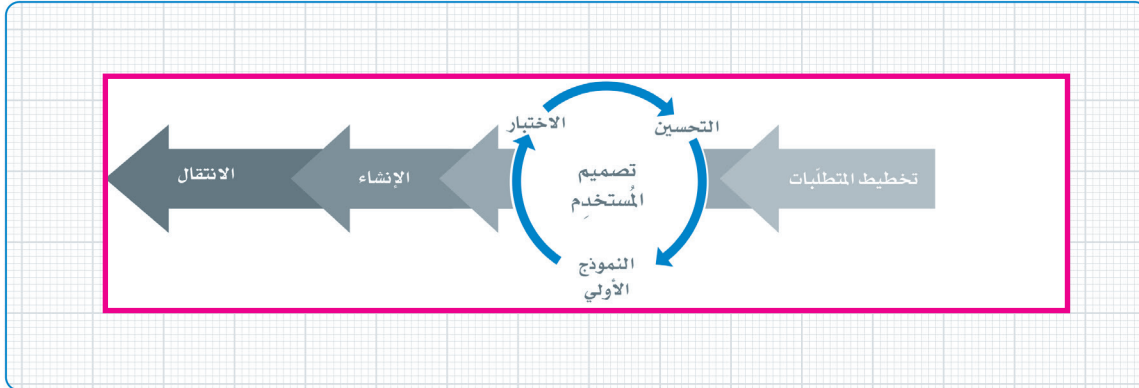 تخطيط المتطلَبات
التحسين
تصميم
المُستخدِم
النموذج
الأولي
الاختبار
الإنشاء
الانتقال